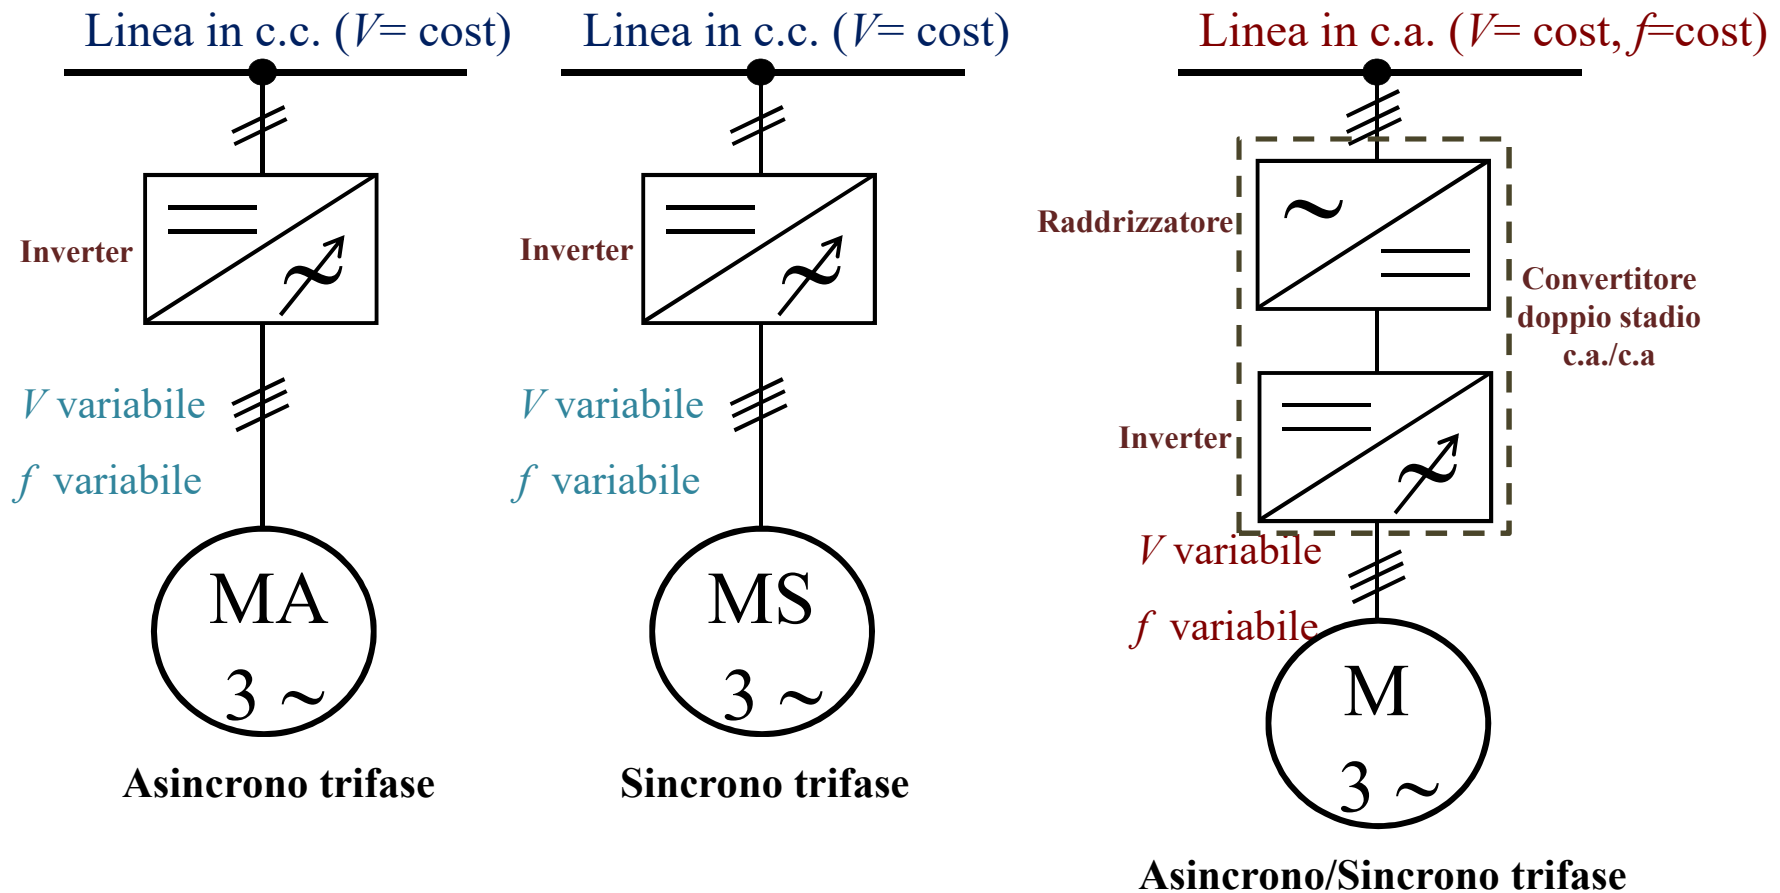 Linea in c.c. (V= cost)
Inverter
V variabile
f variabile
MA
3 ~
Asincrono trifase
Linea in c.c. (V= cost)
Inverter
V variabile
f variabile
MS
3 ~
Sincrono trifase
Linea in c.a. (V= cost, f=cost)
Raddrizzatore
~
Convertitore
doppio stadio
c.a./c.a
Inverter
V variabile
f variabile
M
3 ~
Asincrono/Sincrono trifase